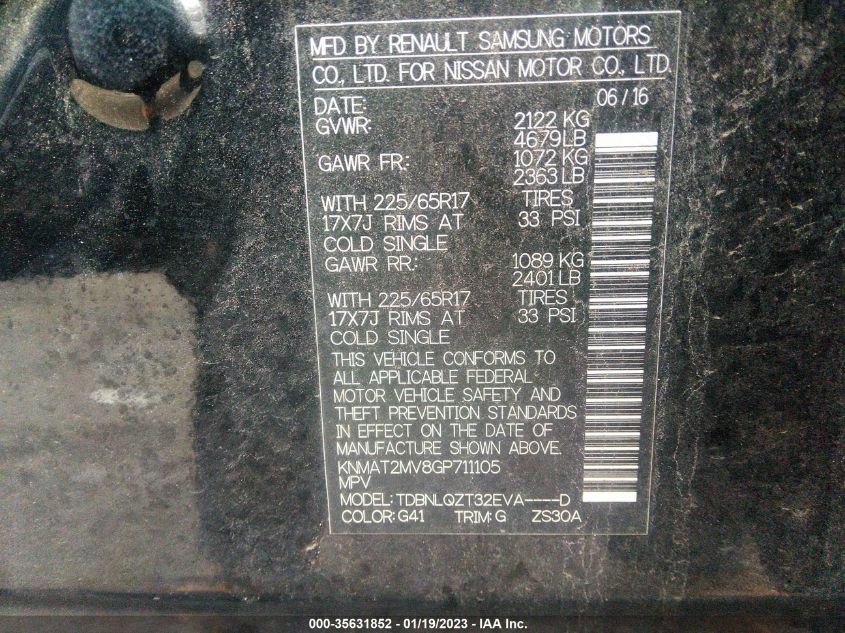 MFD BY RENAULT SAMSUNG MOTORS
CO., LTD. FOR NISSAN MOTOR CO., LTD.
DATE: 06/16
GVWR: 2122 KG
4679LB
GAWR FR.: 1072 KG
2363LB
WITH 225/65R17 TIRES
17X7J RIMS AT 33 PSI
COLD SINGLE
GAWR RR.: 1089 KG
2401LB
WITH 225/65R17 TIRES
17X7J RIMS AT 33 PSI
COLD SINGLE
THIS VEHICLE CONFORMS TO
ALL APPLICABLE FEDERAL
MOTOR VEHICLE SAFETY AND
THEFT PREVENTION STANDARDS
IN EFFECT ON THE DATE OF
MANUFACTURE SHOWN ABOVE.
KNMAT2MV8GP711105
MPV
MODEL: TDBNLQZT32EVA----D
COLOR: G41 TRIM: G ZS30A
000-35631852 - 01/19/2023 - IAA Inc.